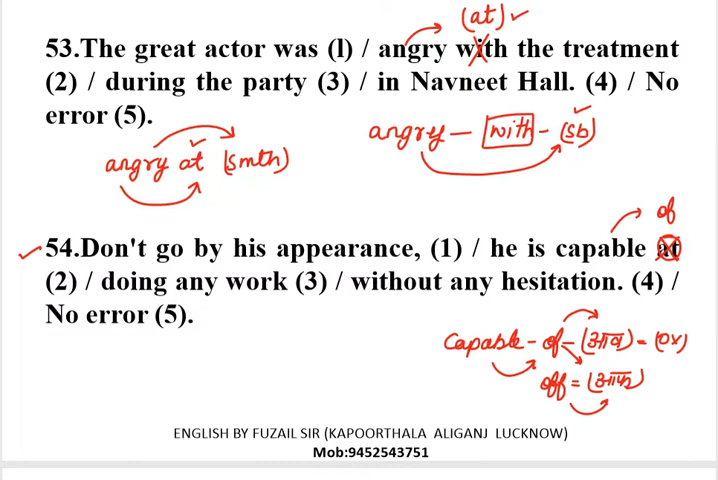 (at) ✓
53.The great actor was (1) / angry with the treatment
(2) / during the party (3) / in Navneet Hall. (4) / No
error (5).
angry — with — (sb)
angry at (smth)
of
54.Don't go by his appearance, (1) / he is capable at
(2) / doing any work (3) / without any hesitation. (4) /
No error (5).
Capable - of - (आव) = (ov)
off = (आफ)
ENGLISH BY FUZAIL SIR (KAPOORTHALA ALIGANJ LUCKNOW)
Mob:9452543751